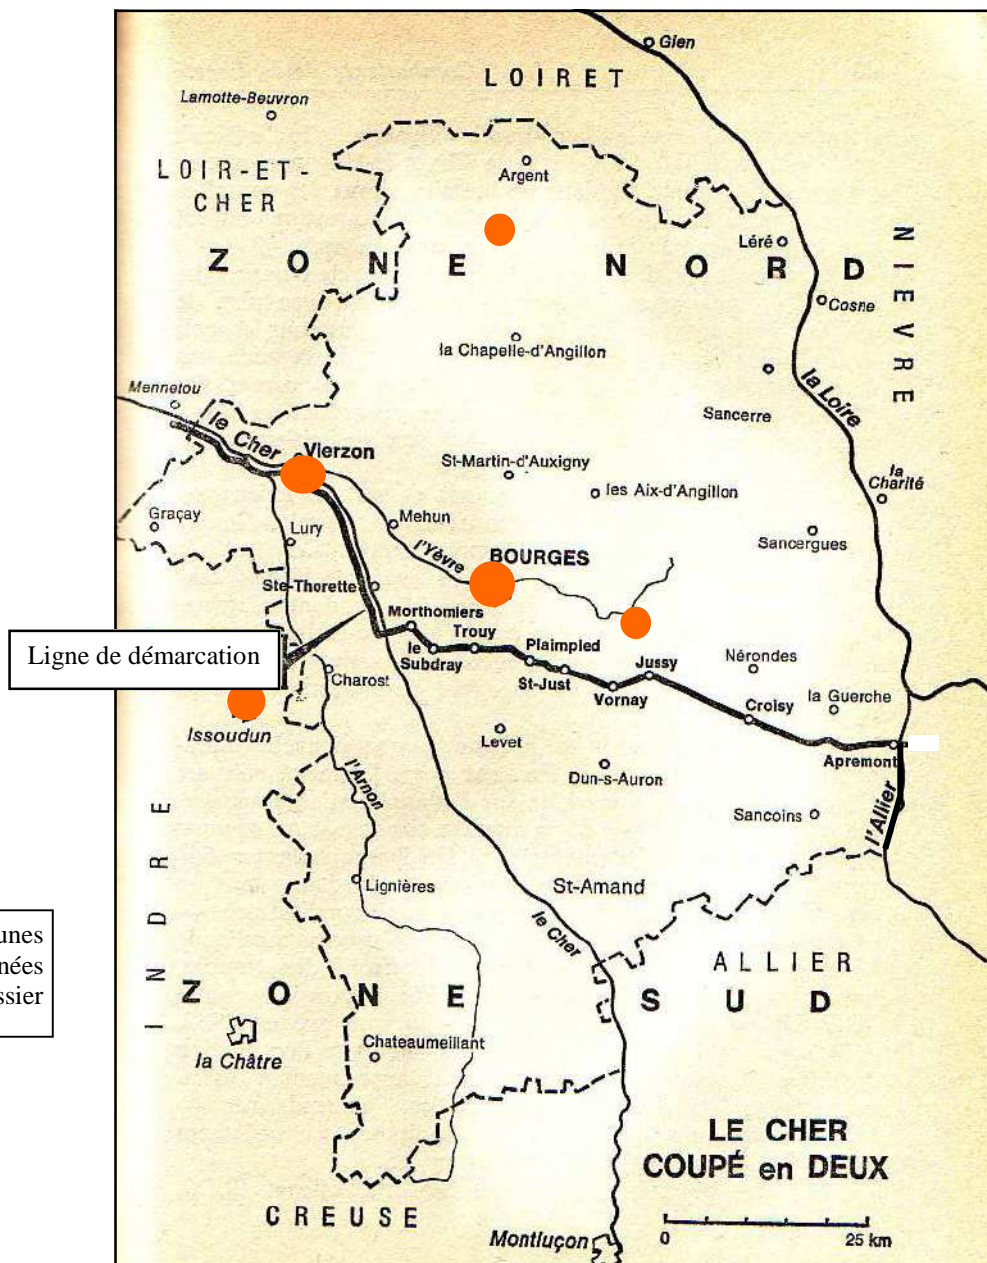 Gien
LOIRET
Lamotte-Beuvron
LOIR-ET-
CHER
Argent
ZONE NORD
Léré
NIEVRE
Cosne
la Chapelle-d'Angillon
la Loire
Mennetou
Sancerre
le Cher
Vierzon
St-Martin-d'Auxigny
la
Charité
les Aix-d'Angillon
Graçay
Mehun
Lury
Sancergues
l'Yèvre
BOURGES
Ste-Thorette
Morthomiers
Trouy
Plaimpied
le
Subdray
Ligne de démarcation
Jussy
Nérondes
St-Just
Charost
Vornay
la Guerche
Croisy
Issoudun
Levet
Apremont
l'Arnon
Dun-s-Auron
Sancoins
l'Allier
INDRE
Lignières
St-Amand
le Cher
unes
nées
ssier
ALLIER
ZONE SUD
la Châtre
Chateaumeillant
LE CHER
COUPÉ en DEUX
CREUSE
Montluçon
0 25 km